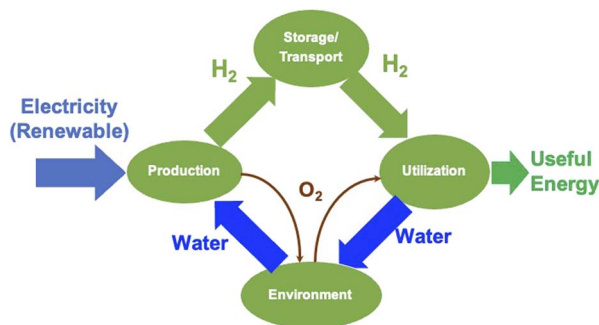 Storage/
Transport
H₂
H₂
Electricity
(Renewable)
Production
Utilization
Useful
Energy
O₂
Water
Water
Environment